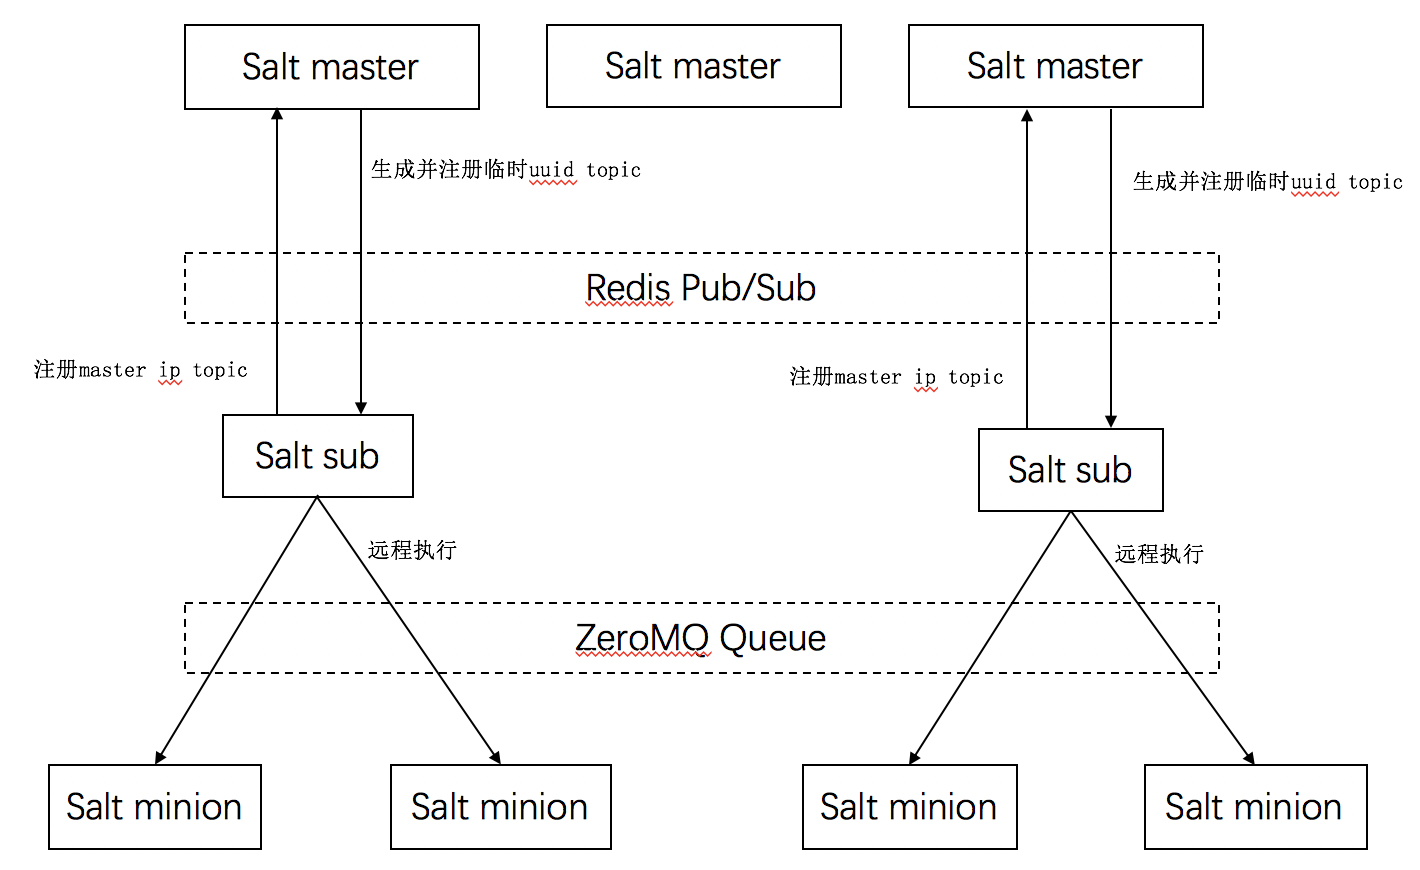 Salt master
Salt master
Salt master
生成并注册临时uuid topic
生成并注册临时uuid topic
Redis Pub/Sub
注册master ip topic
注册master ip topic
Salt sub
Salt sub
远程执行
远程执行
ZeroMQ Queue
Salt minion
Salt minion
Salt minion
Salt minion